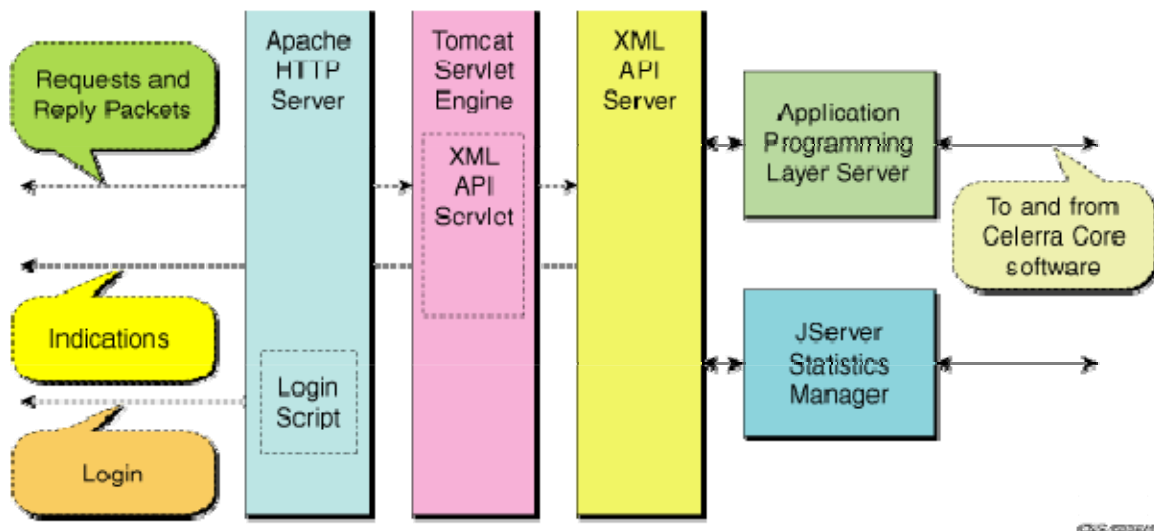 Requests and
Reply Packets
Indications
Login
Apache
HTTP
Server
Login
Script
Tomcat
Servlet
Engine
XML
API
Servlet
XML
API
Server
Application
Programming
Layer Server
JServer
Statistics
Manager
To and from
Celerra Core
software